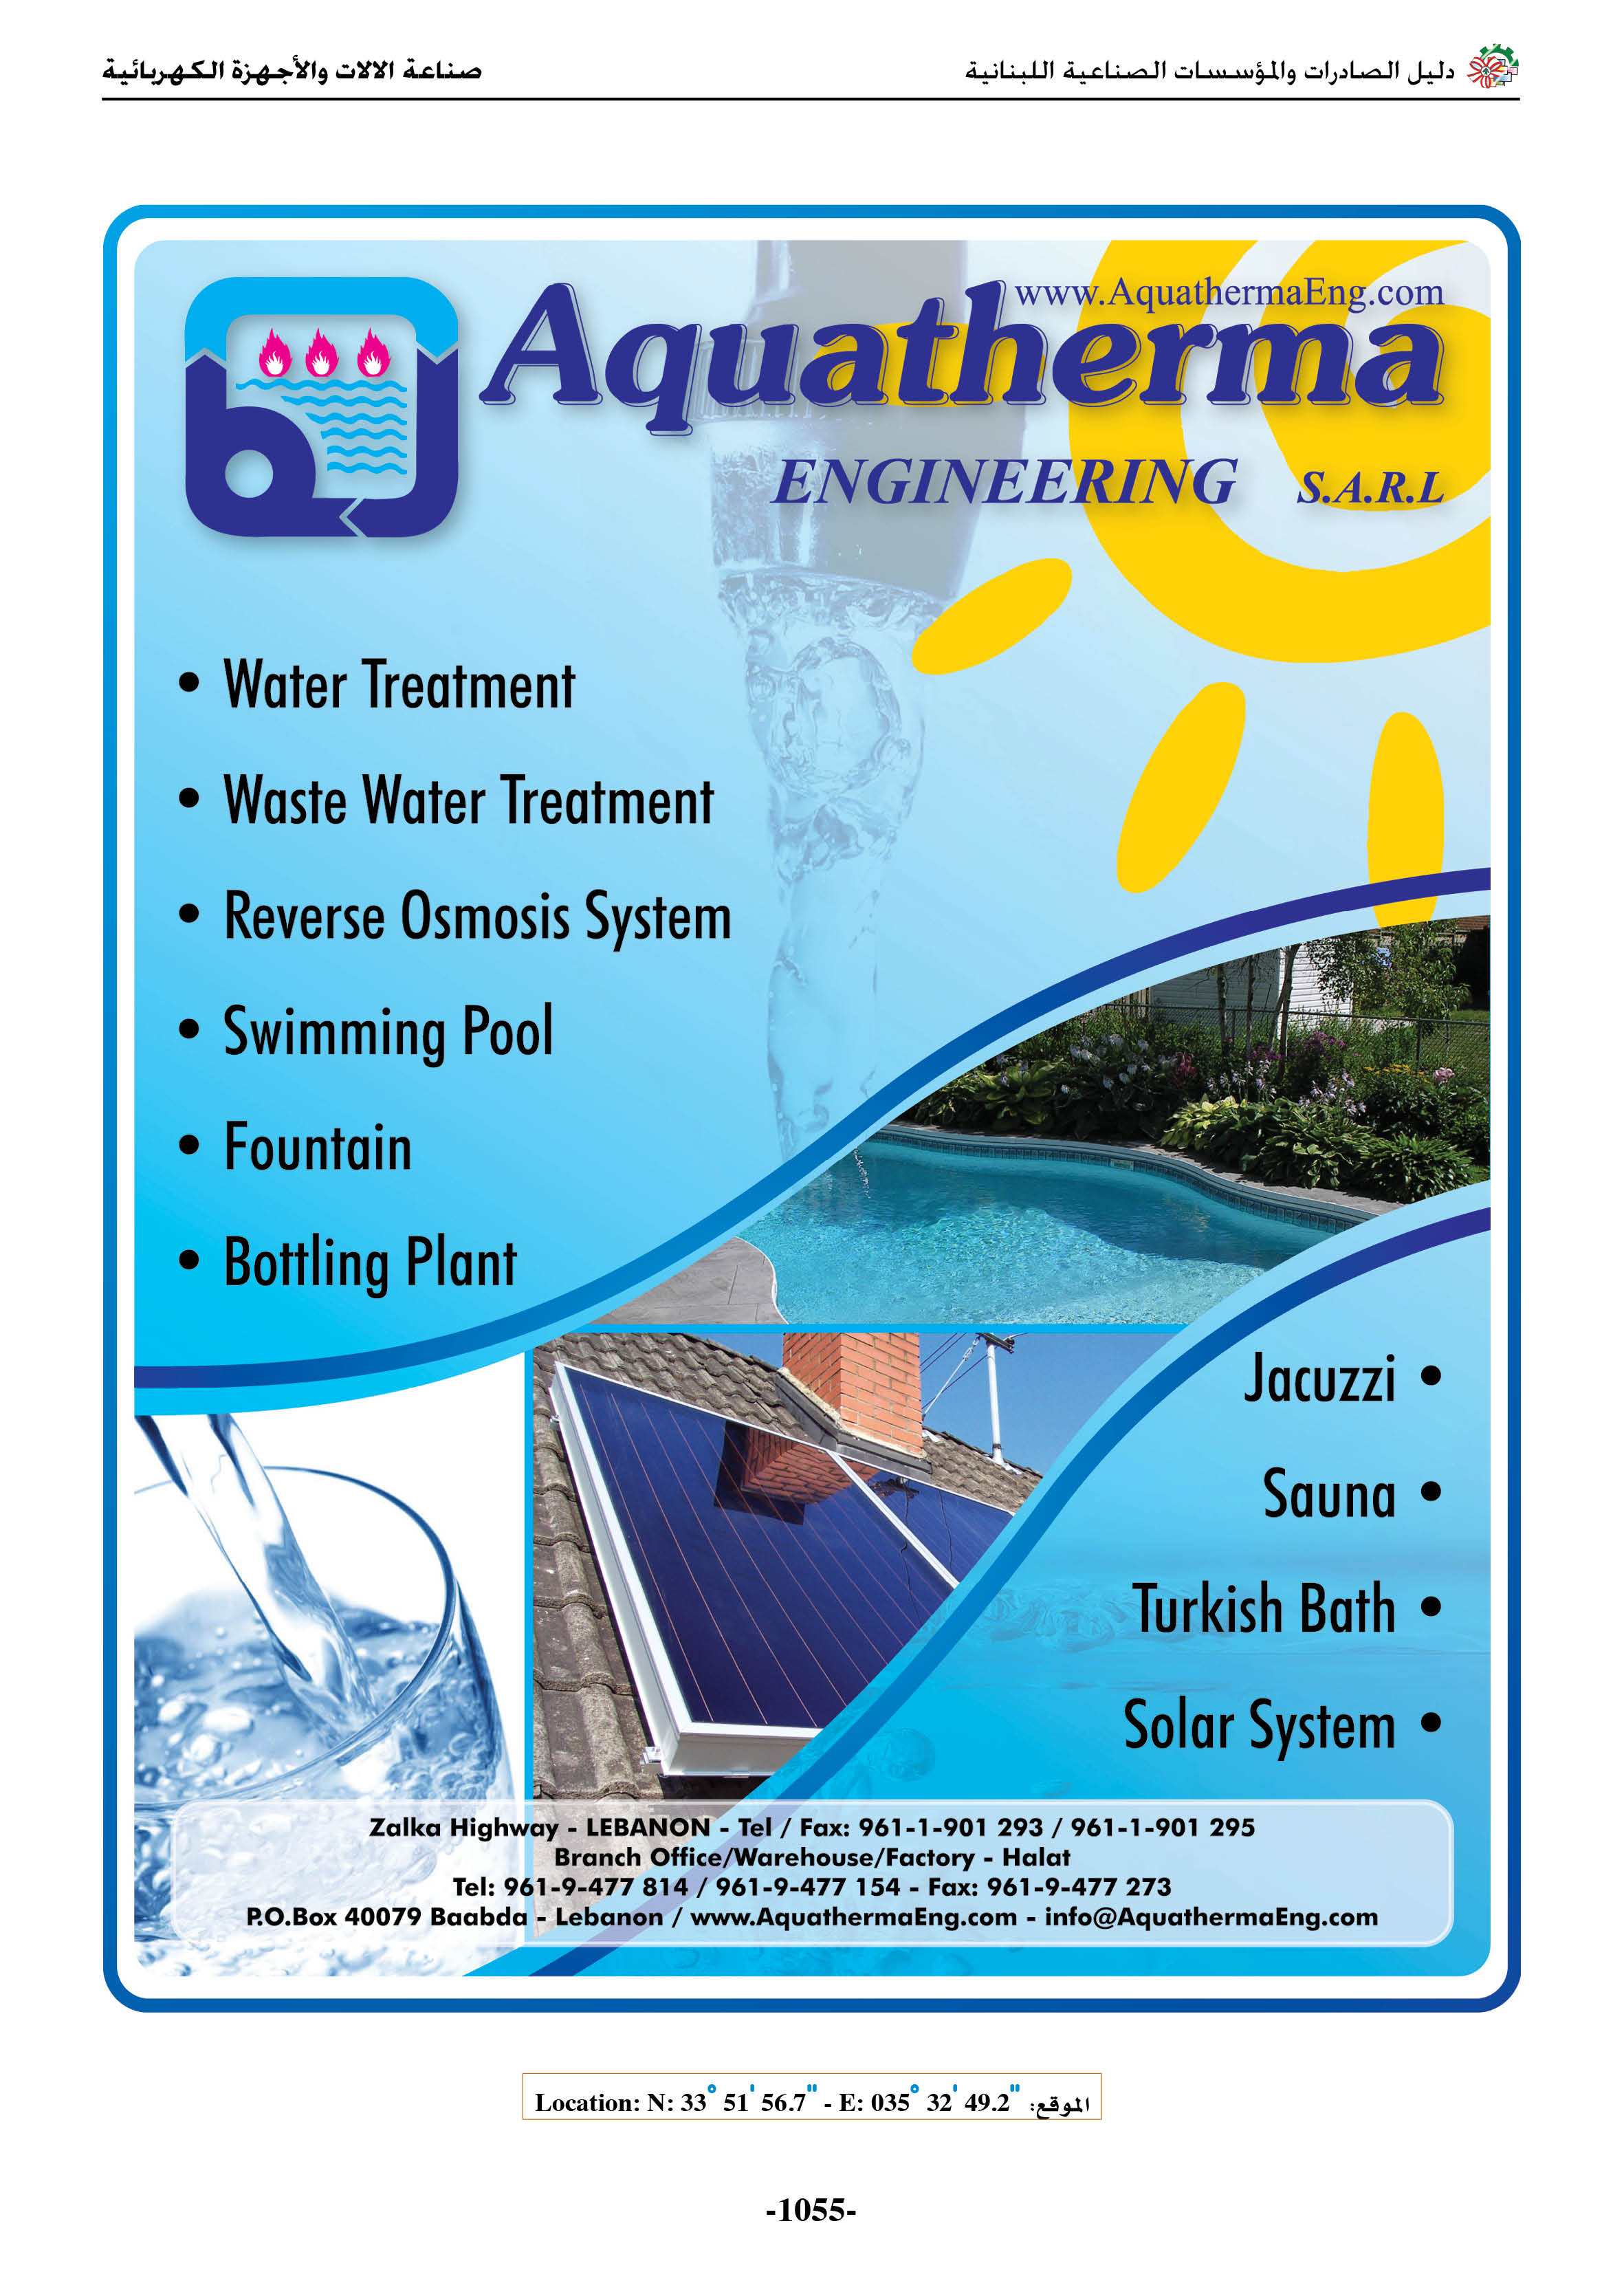 دليل الصادرات والمؤسسات الصناعية اللبنانية
صناعة الالات والأجهزة الكهربائية
www.AquathermaEng.com
Aquatherma
ENGINEERING S.A.R.L
• Water Treatment
• Waste Water Treatment
• Reverse Osmosis System
• Swimming Pool
• Fountain
• Bottling Plant
Jacuzzi •
Sauna •
Turkish Bath •
Solar System •
Zalka Highway - LEBANON - Tel / Fax: 961-1-901 293 / 961-1-901 295
Branch Office/Warehouse/Factory - Halat
Tel: 961-9-477 814 / 961-9-477 154 - Fax: 961-9-477 273
P.O.Box 40079 Baabda - Lebanon / www.AquathermaEng.com - info@AquathermaEng.com
Location: N: 33° 51' 56.7" - E: 035° 32' 49.2" الموقع:
-1055-